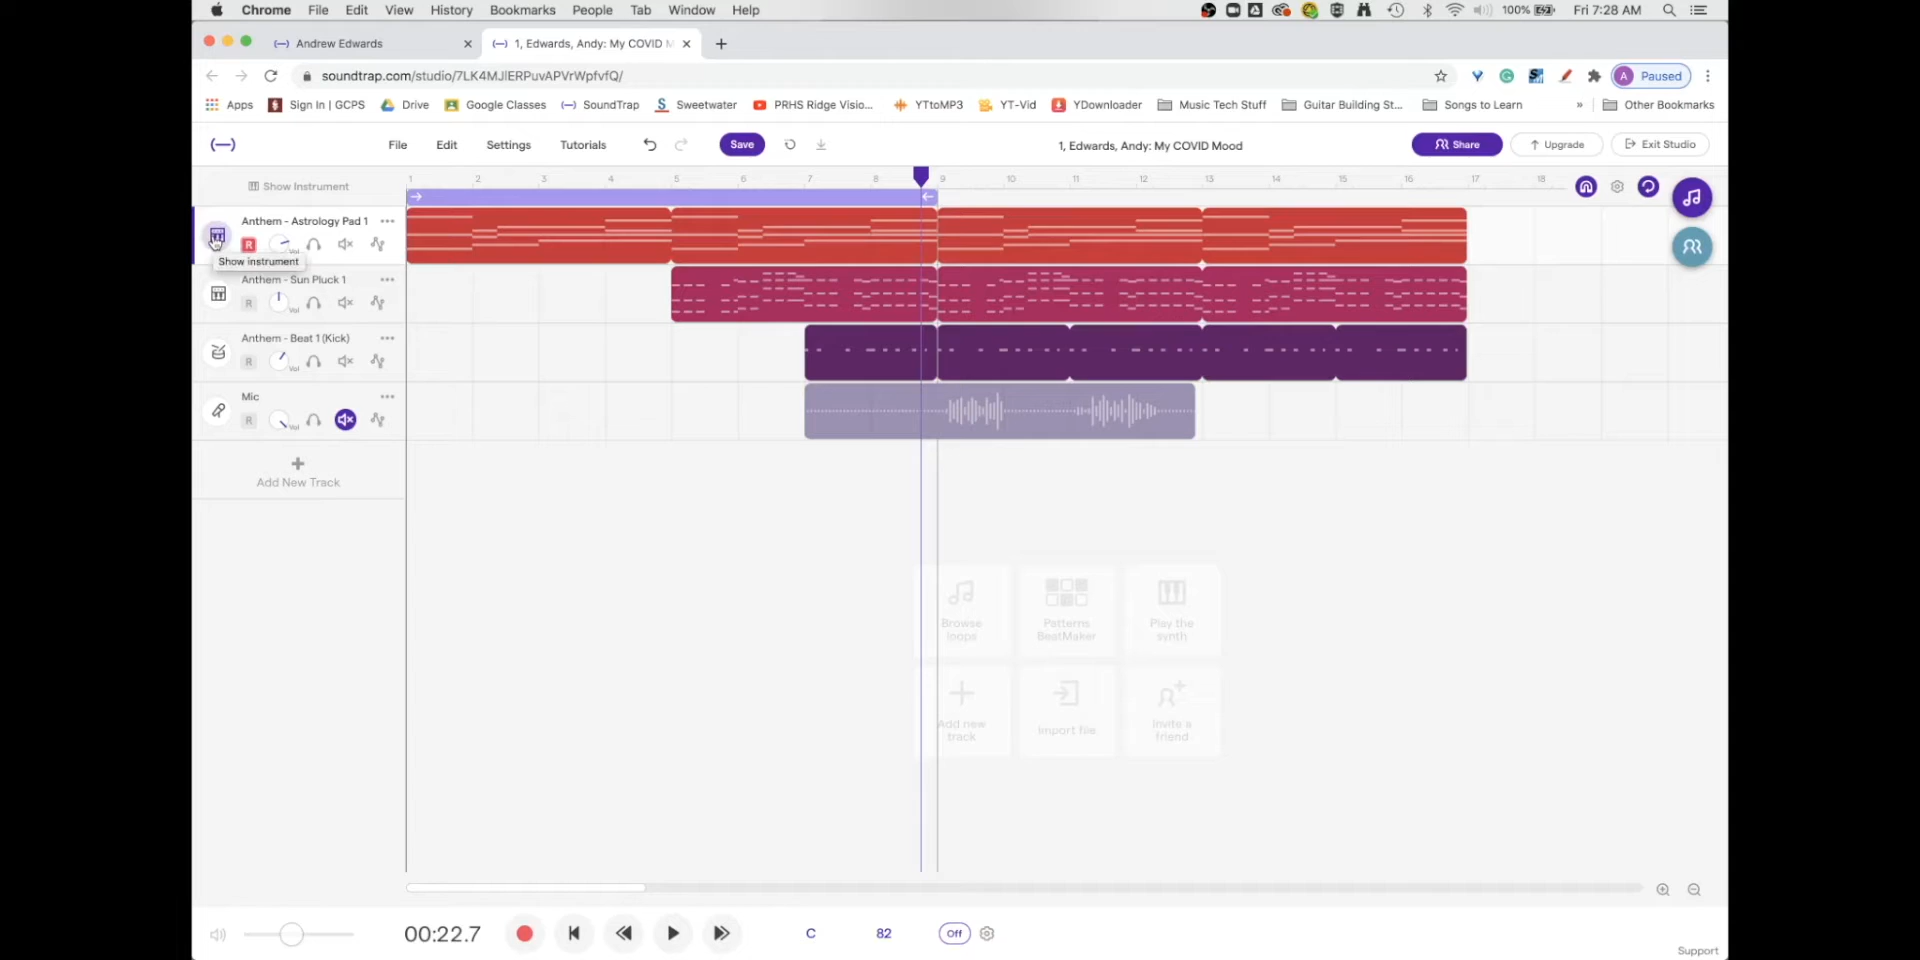 Chrome File Edit View History Bookmarks People Tab Window Help 100% Fri 7:28 AM
Andrew Edwards 1, Edwards, Andy: My COVID M
soundtrap.com/studio/7LK4MJlERPuvAPVrWpfvfQ/ A Paused
Apps Sign In | GCPS Drive Google Classes SoundTrap Sweetwater PRHS Ridge Visio... YTtoMP3 YT-Vid YDownloader Music Tech Stuff Guitar Building St... Songs to Learn » Other Bookmarks
File Edit Settings Tutorials Save 1, Edwards, Andy: My COVID Mood Share Upgrade Exit Studio
Show Instrument 1 2 3 4 5 6 7 8 9 10 11 12 13 14 15 16 17 18
Anthem - Astrology Pad 1
R Vol
Show instrument
Anthem - Sun Pluck 1
R Vol
Anthem - Beat 1 (Kick)
R Vol
Mic
R Vol
Add New Track
Browse loops
Patterns BeatMaker
Play the synth
Add new track
Import file
Invite a friend
00:22.7 C 82 Off
Support